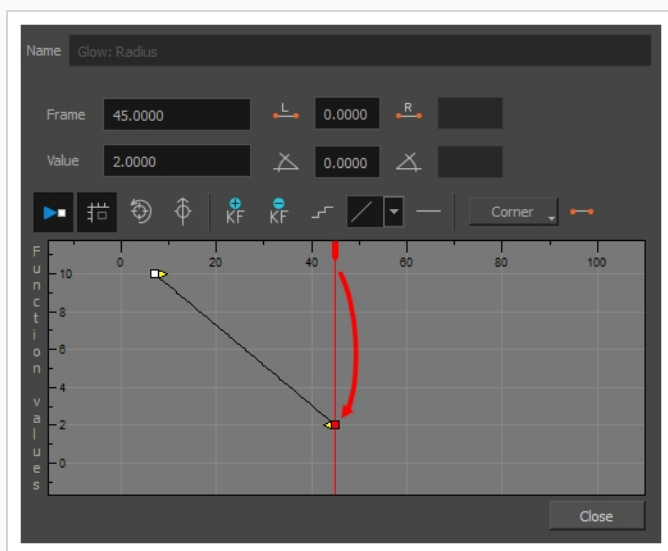 Name Glow: Radius
Frame 45.0000 L 0.0000 R
Value 2.0000 0.0000
KF KF Corner
0 20 40 60 80 100
Function values
10
8
6
4
2
0
Close